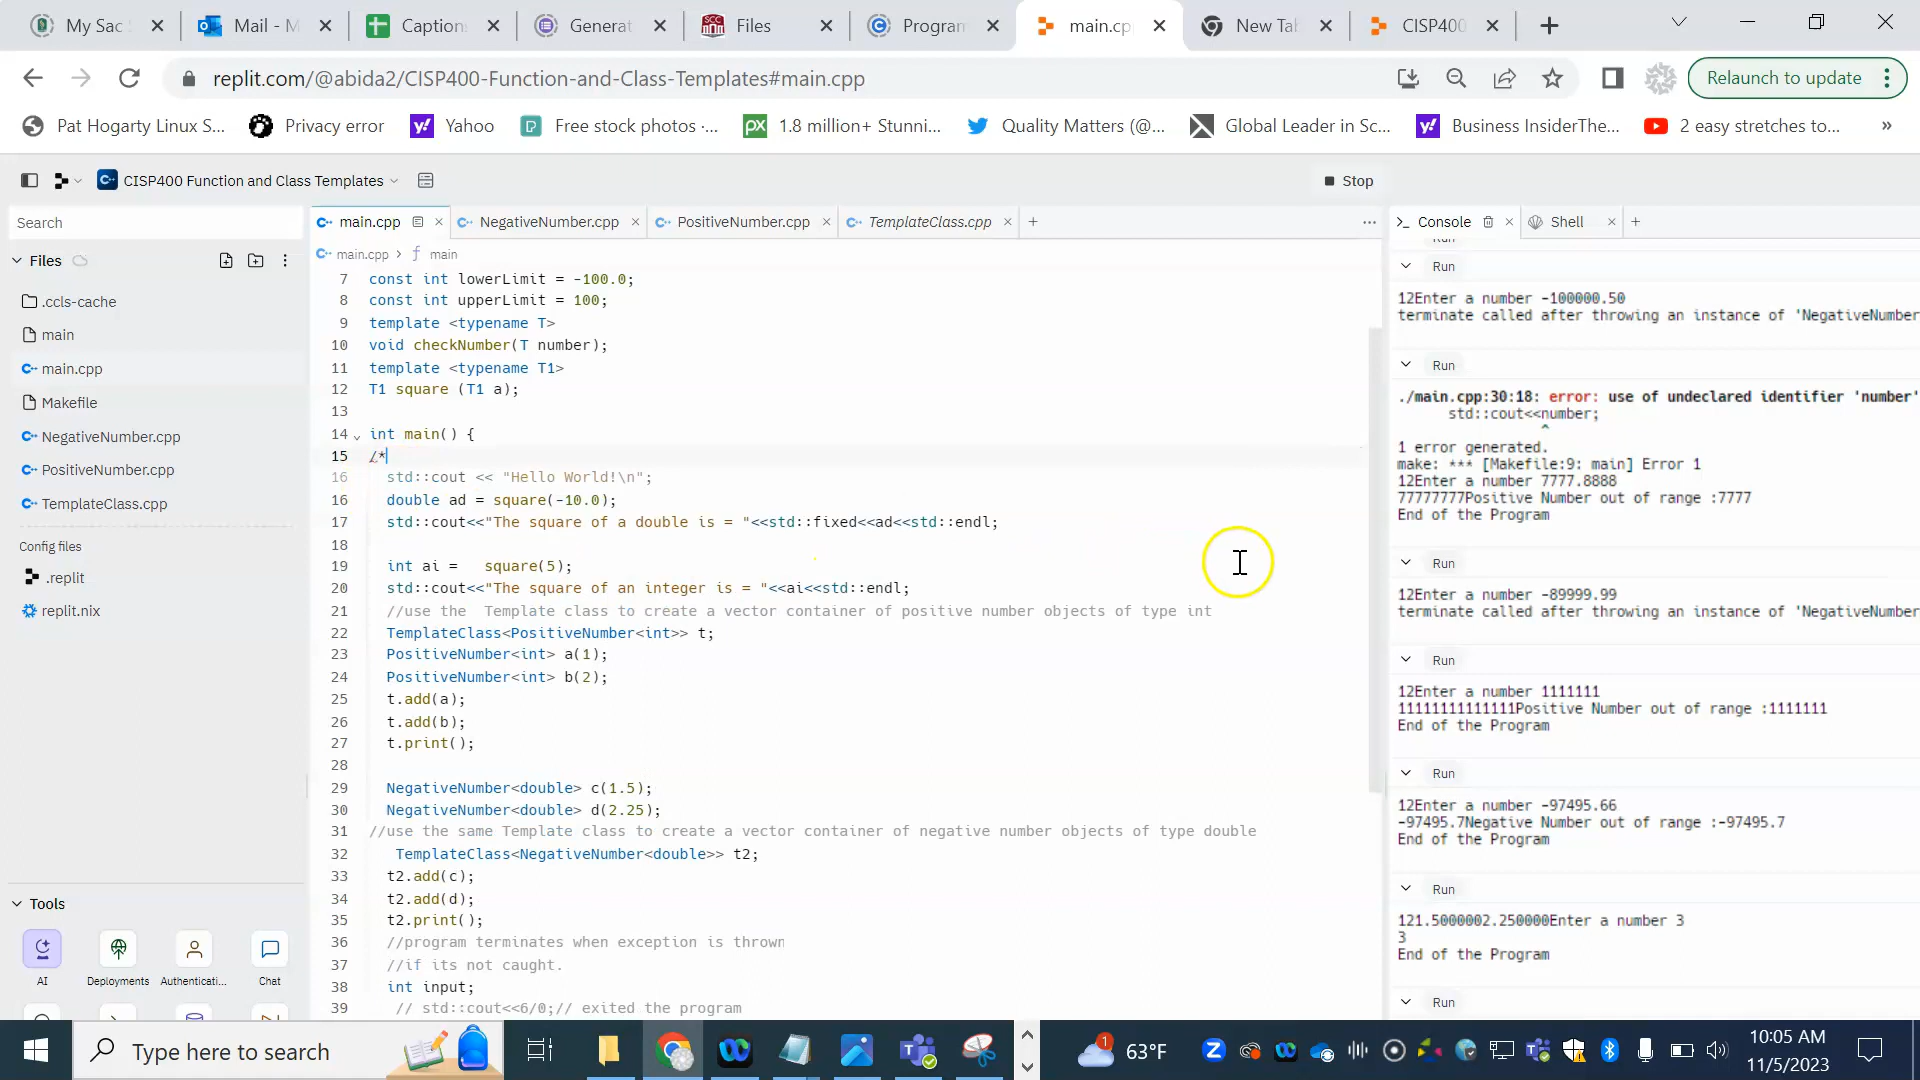 My Sac
Mail - M
Caption
Generat
Files
Program
main.cp
New Tab
CISP400
replit.com/@abida2/CISP400-Function-and-Class-Templates#main.cpp
Relaunch to update
Pat Hogarty Linux S...
Privacy error
Yahoo
Free stock photos ·...
1.8 million+ Stunni...
Quality Matters (@...
Global Leader in Sc...
Business InsiderThe...
2 easy stretches to...
»
CISP400 Function and Class Templates
Stop
Search
Files
.ccls-cache
main
main.cpp
Makefile
NegativeNumber.cpp
PositiveNumber.cpp
TemplateClass.cpp
Config files
.replit
replit.nix
Tools
AI
Deployments
Authenticati...
Chat
main.cpp
NegativeNumber.cpp
PositiveNumber.cpp
TemplateClass.cpp
main.cpp > f main
7 const int lowerLimit = -100.0;
8 const int upperLimit = 100;
9 template <typename T>
10 void checkNumber(T number);
11 template <typename T1>
12 T1 square (T1 a);
13
14 int main() {
15 /*
16 std::cout << "Hello World!\n";
16 double ad = square(-10.0);
17 std::cout<<"The square of a double is = "<<std::fixed<<ad<<std::endl;
18
19 int ai =   square(5);
20 std::cout<<"The square of an integer is = "<<ai<<std::endl;
21 //use the  Template class to create a vector container of positive number objects of type int
22 TemplateClass<PositiveNumber<int>> t;
23 PositiveNumber<int> a(1);
24 PositiveNumber<int> b(2);
25 t.add(a);
26 t.add(b);
27 t.print();
28
29 NegativeNumber<double> c(1.5);
30 NegativeNumber<double> d(2.25);
31 //use the same Template class to create a vector container of negative number objects of type double
32 TemplateClass<NegativeNumber<double>> t2;
33 t2.add(c);
34 t2.add(d);
35 t2.print();
36 //program terminates when exception is thrown
37 //if its not caught.
38 int input;
39 // std::cout<<6/0;// exited the program
Console
Shell
Run
Run
12Enter a number -100000.50
terminate called after throwing an instance of 'NegativeNumber
Run
./main.cpp:30:18: error: use of undeclared identifier 'number'
std::cout<<number;
^
1 error generated.
make: *** [Makefile:9: main] Error 1
12Enter a number 7777.8888
77777777Positive Number out of range :7777
End of the Program
Run
12Enter a number -89999.99
terminate called after throwing an instance of 'NegativeNumber
Run
12Enter a number 1111111
11111111111111Positive Number out of range :1111111
End of the Program
Run
12Enter a number -97495.66
-97495.7Negative Number out of range :-97495.7
End of the Program
Run
121.5000002.250000Enter a number 3
3
End of the Program
Run
Type here to search
1
63°F
10:05 AM
11/5/2023